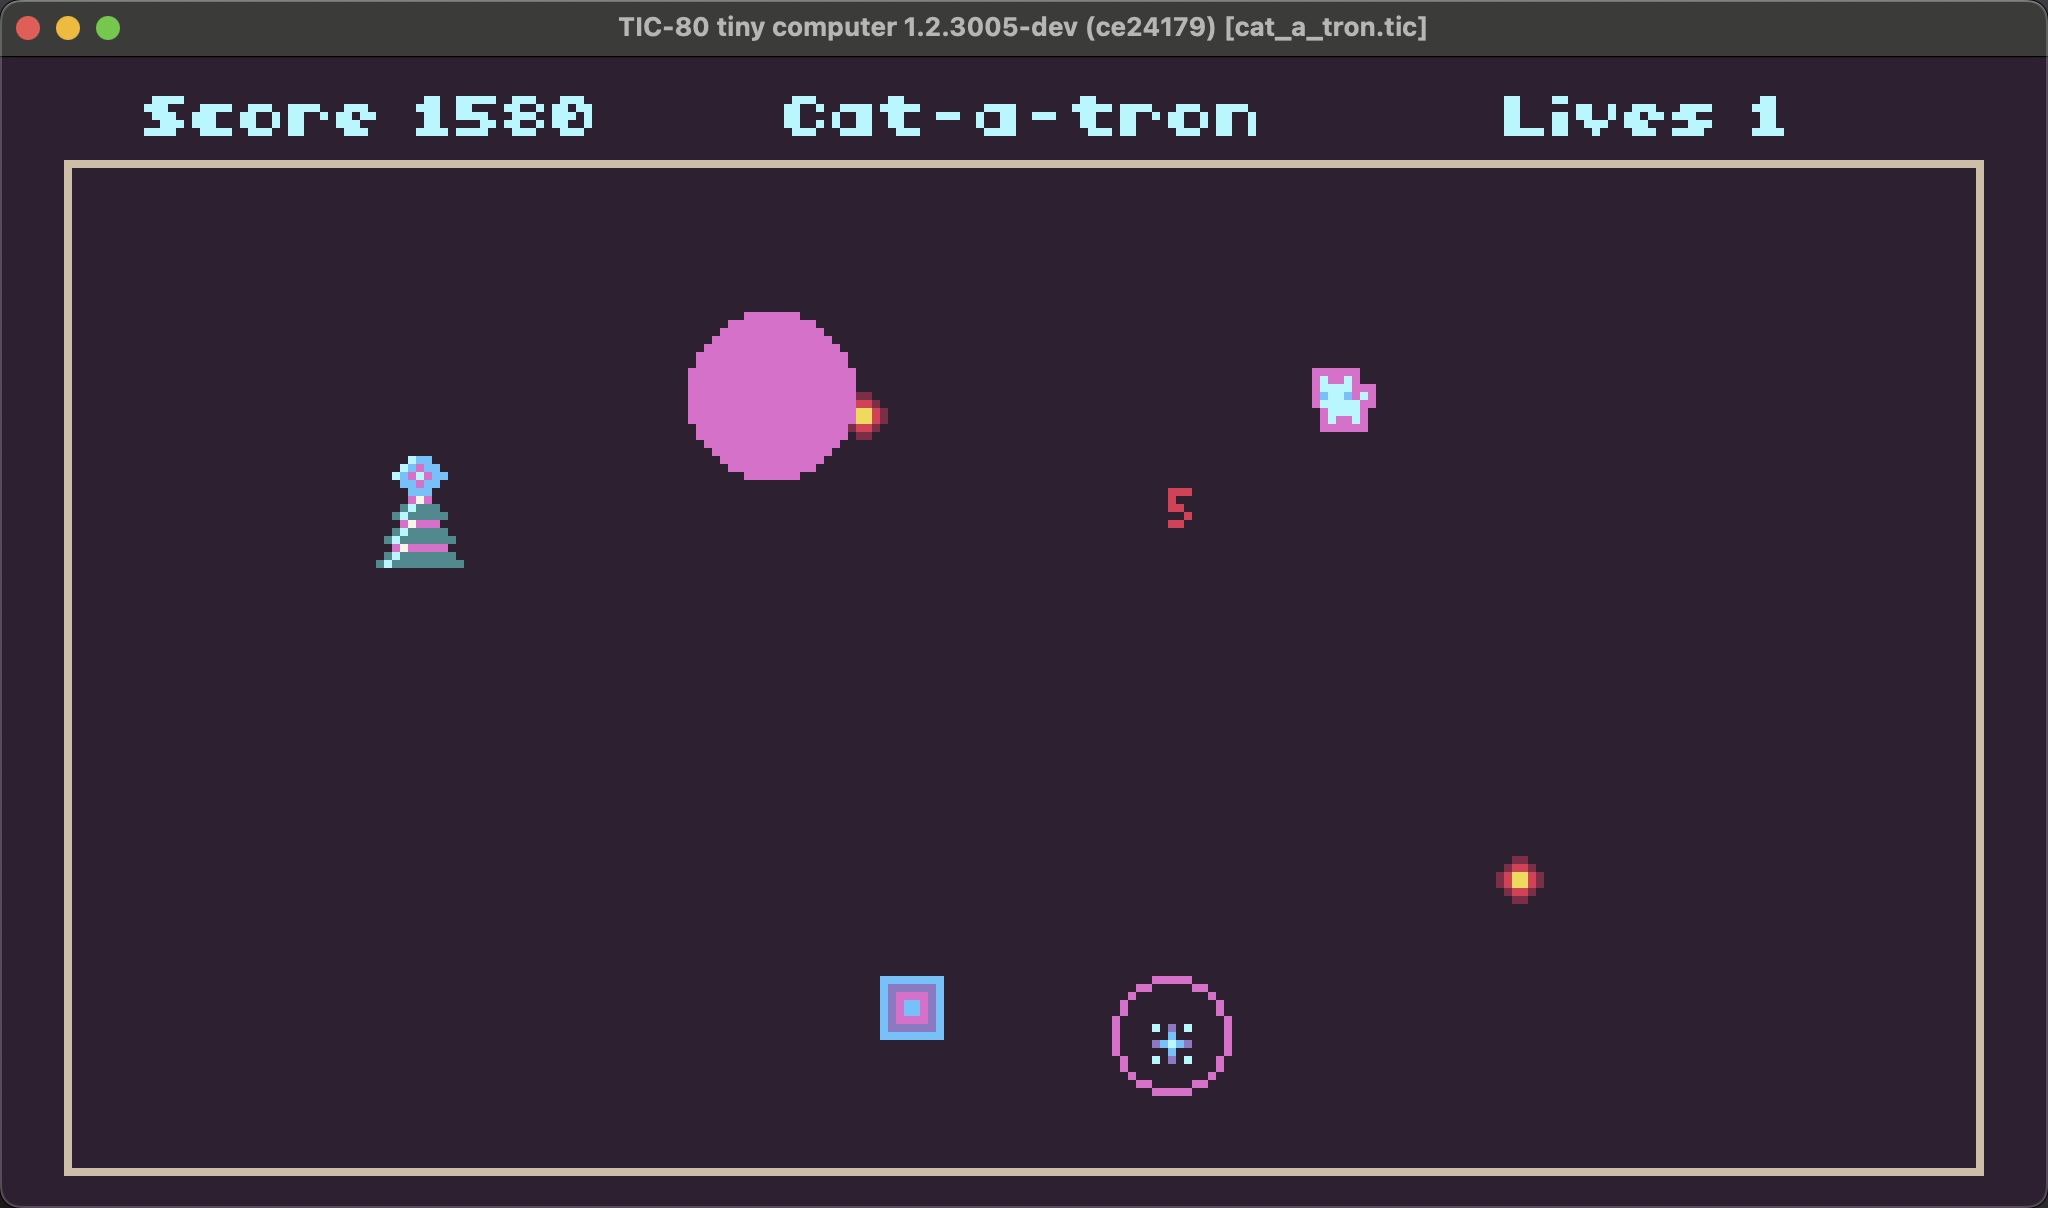 TIC-80 tiny computer 1.2.3005-dev (ce24179) [cat_a_tron.tic]
Score 1580 Cat-a-tron Lives 1
5